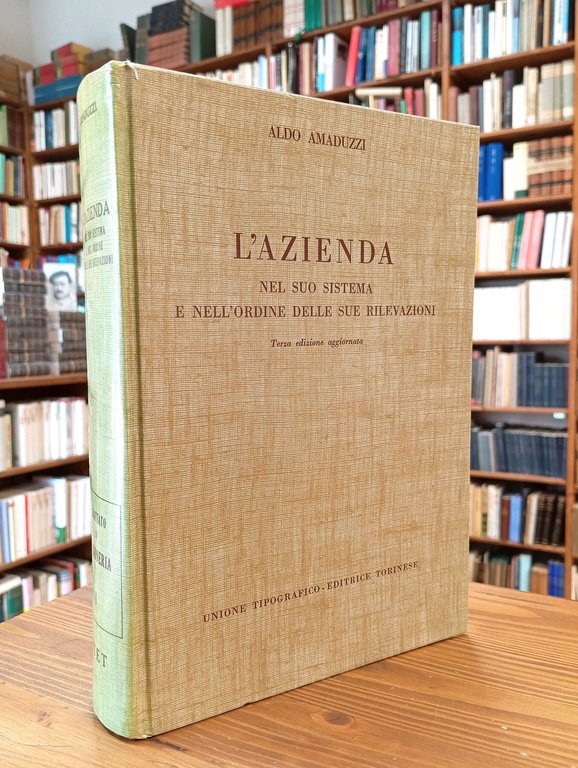 ALDO AMADUZZI
L'AZIENDA
NEL SUO SISTEMA
E NELL'ORDINE DELLE SUE RILEVAZIONI
Terza edizione aggiornata
UNIONE TIPOGRAFICO-EDITRICE TORINESE
AZIENDA